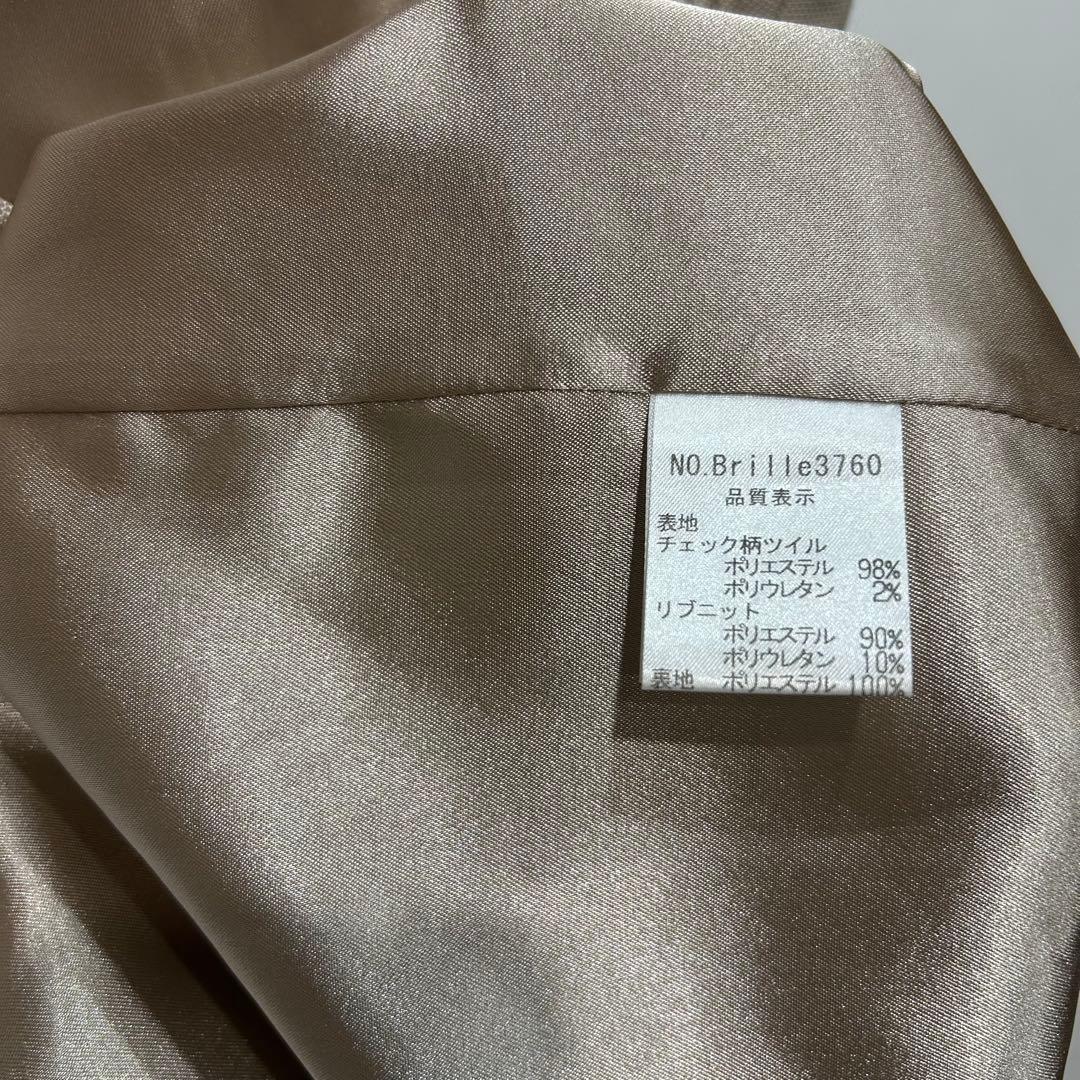 NO.Brille3760
品質表示
表地
チェック柄ツイル
ポリエステル 98%
ポリウレタン 2%
リブニット
ポリエステル 90%
ポリウレタン 10%
裏地 ポリエステル 100%